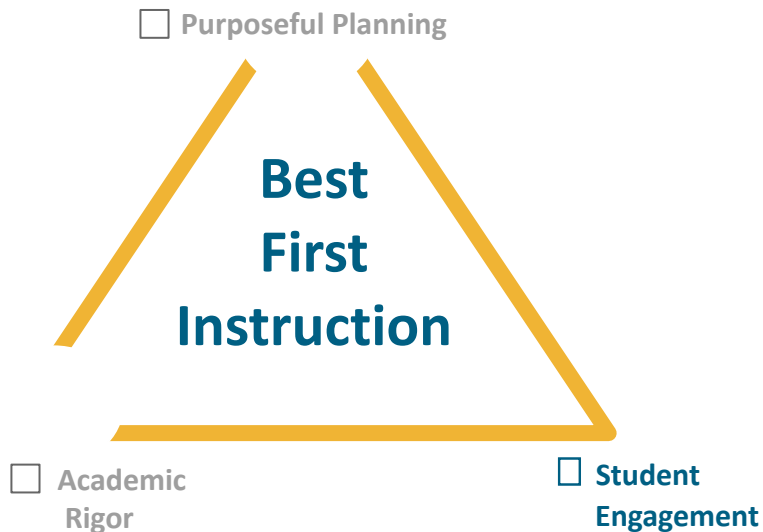 ☐ Purposeful Planning
Best
First
Instruction
☐ Academic
Rigor
☐ Student
Engagement